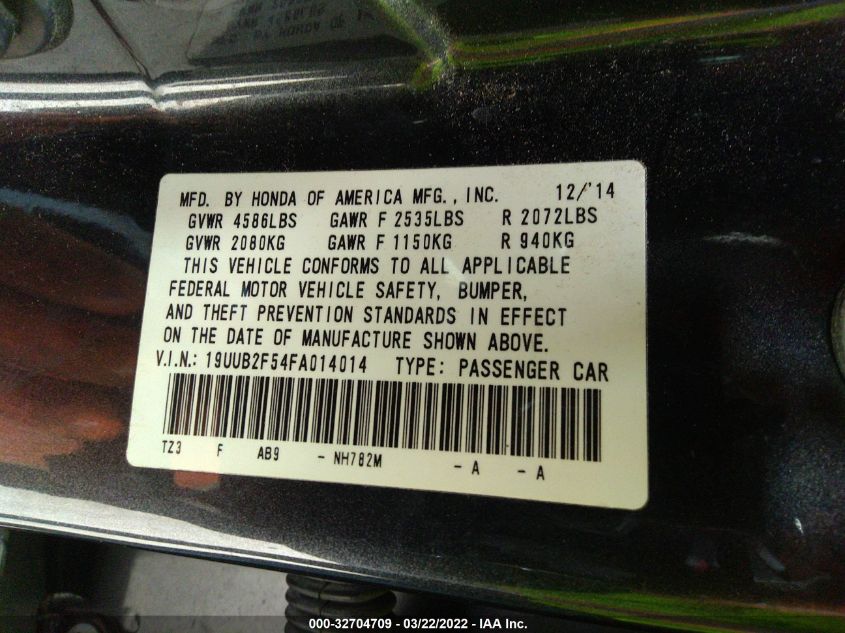 MFD. BY HONDA OF AMERICA MFG., INC. 12/'14
GVWR 4586LBS GAWR F 2535LBS R 2072LBS
GVWR 2080KG GAWR F 1150KG R 940KG
THIS VEHICLE CONFORMS TO ALL APPLICABLE
FEDERAL MOTOR VEHICLE SAFETY, BUMPER,
AND THEFT PREVENTION STANDARDS IN EFFECT
ON THE DATE OF MANUFACTURE SHOWN ABOVE.
V.I.N.: 19UUB2F54FA014014 TYPE: PASSENGER CAR
TZ3 F AB9 - NH782M - A - A
000-32704709 - 03/22/2022 - IAA Inc.